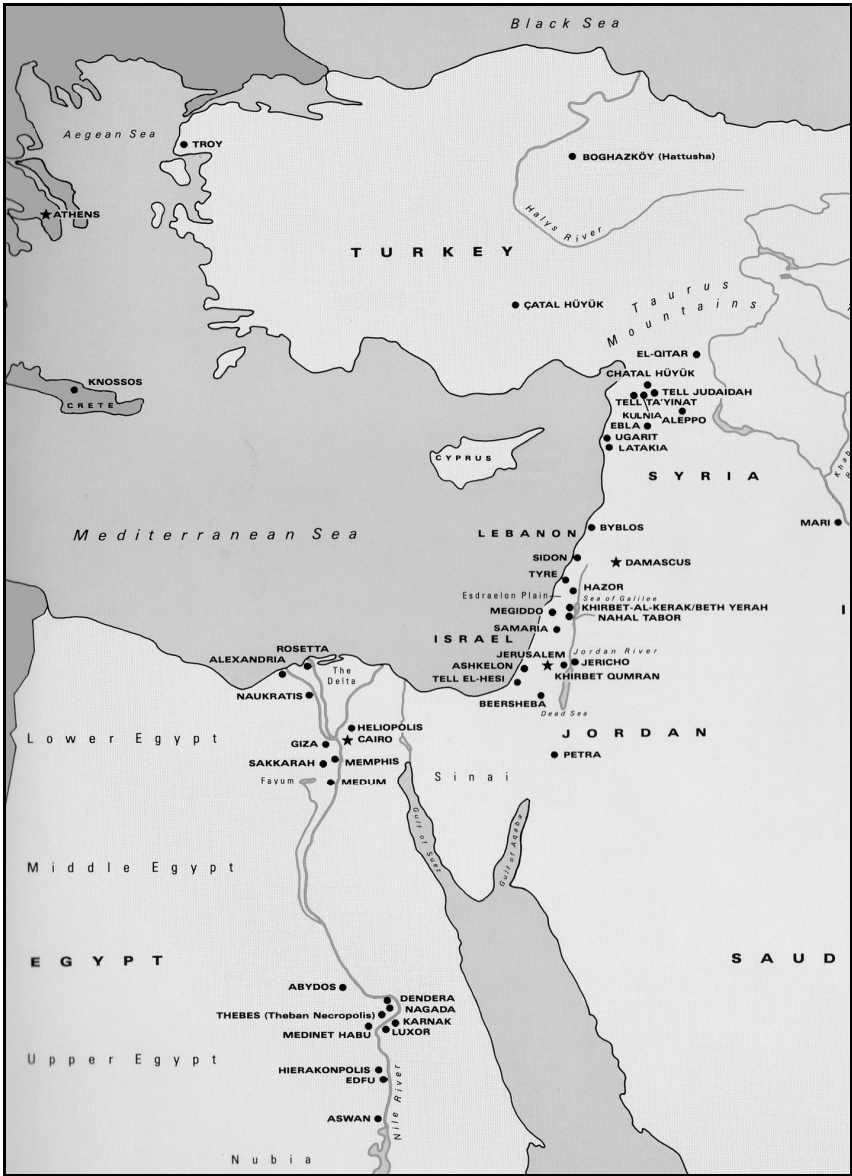 Black Sea
Aegean Sea
TROY
BOGHAZKÖY (Hattusha)
ATHENS
Halys River
TURKEY
Taurus
Mountains
ÇATAL HÜYÜK
EL-QITAR
CHATAL HÜYÜK
KNOSSOS
CRETE
TELL JUDAIDAH
TELL TA'YINAT
KULNIA
ALEPPO
EBLA
UGARIT
LATAKIA
CYPRUS
SYRIA
Khab
MARI
Mediterranean Sea
LEBANON
BYBLOS
SIDON
DAMASCUS
TYRE
HAZOR
Esdraelon Plain
Sea of Galilee
KHIRBET-AL-KERAK/BETH YERAH
MEGIDDO
NAHAL TABOR
I
SAMARIA
ISRAEL
JERUSALEM
Jordan River
JERICHO
ASHKELON
KHIRBET QUMRAN
TELL EL-HESI
BEERSHEBA
Dead Sea
ROSETTA
ALEXANDRIA
The
Delta
NAUKRATIS
HELIOPOLIS
CAIRO
Lower Egypt
GIZA
JORDAN
PETRA
SAKKARAH
MEMPHIS
Fayum
MEDUM
Sinai
Gulf of Suez
Gulf of Aqaba
Middle Egypt
EGYPT
SAUD
ABYDOS
DENDERA
NAGADA
THEBES (Theban Necropolis)
KARNAK
MEDINET HABU
LUXOR
Upper Egypt
HIERAKONPOLIS
EDFU
Nile River
ASWAN
Nubia